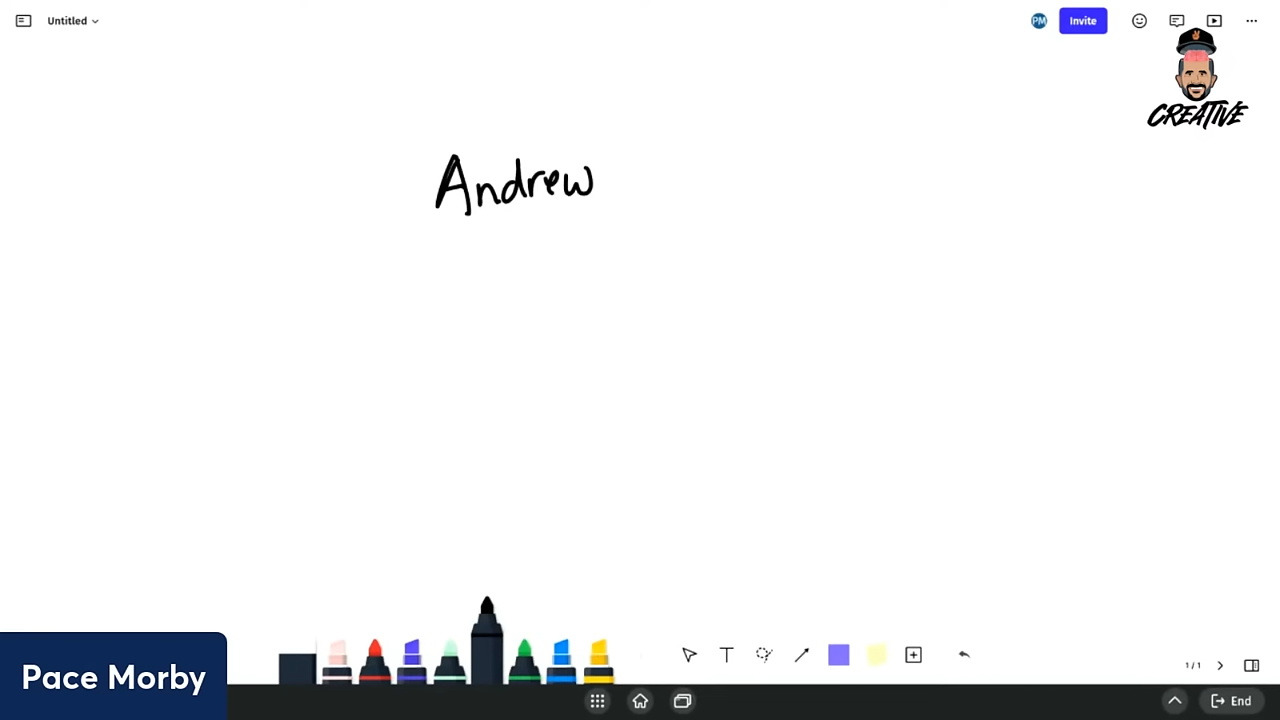 Untitled
PM
Invite
CREATIVE
Andrew
Pace Morby
1/1
End